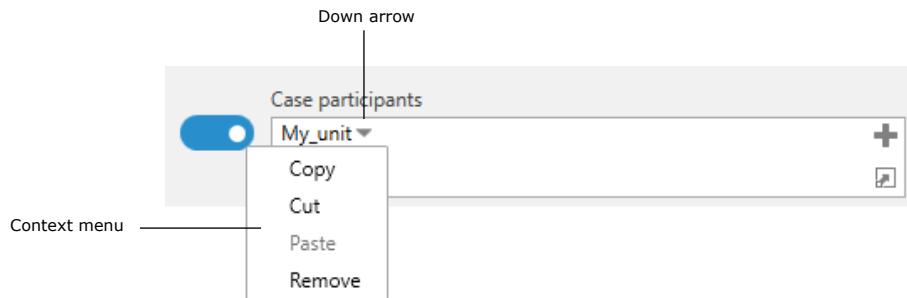 Down arrow
Case participants
My_unit
Copy
Cut
Context menu
Paste
Remove